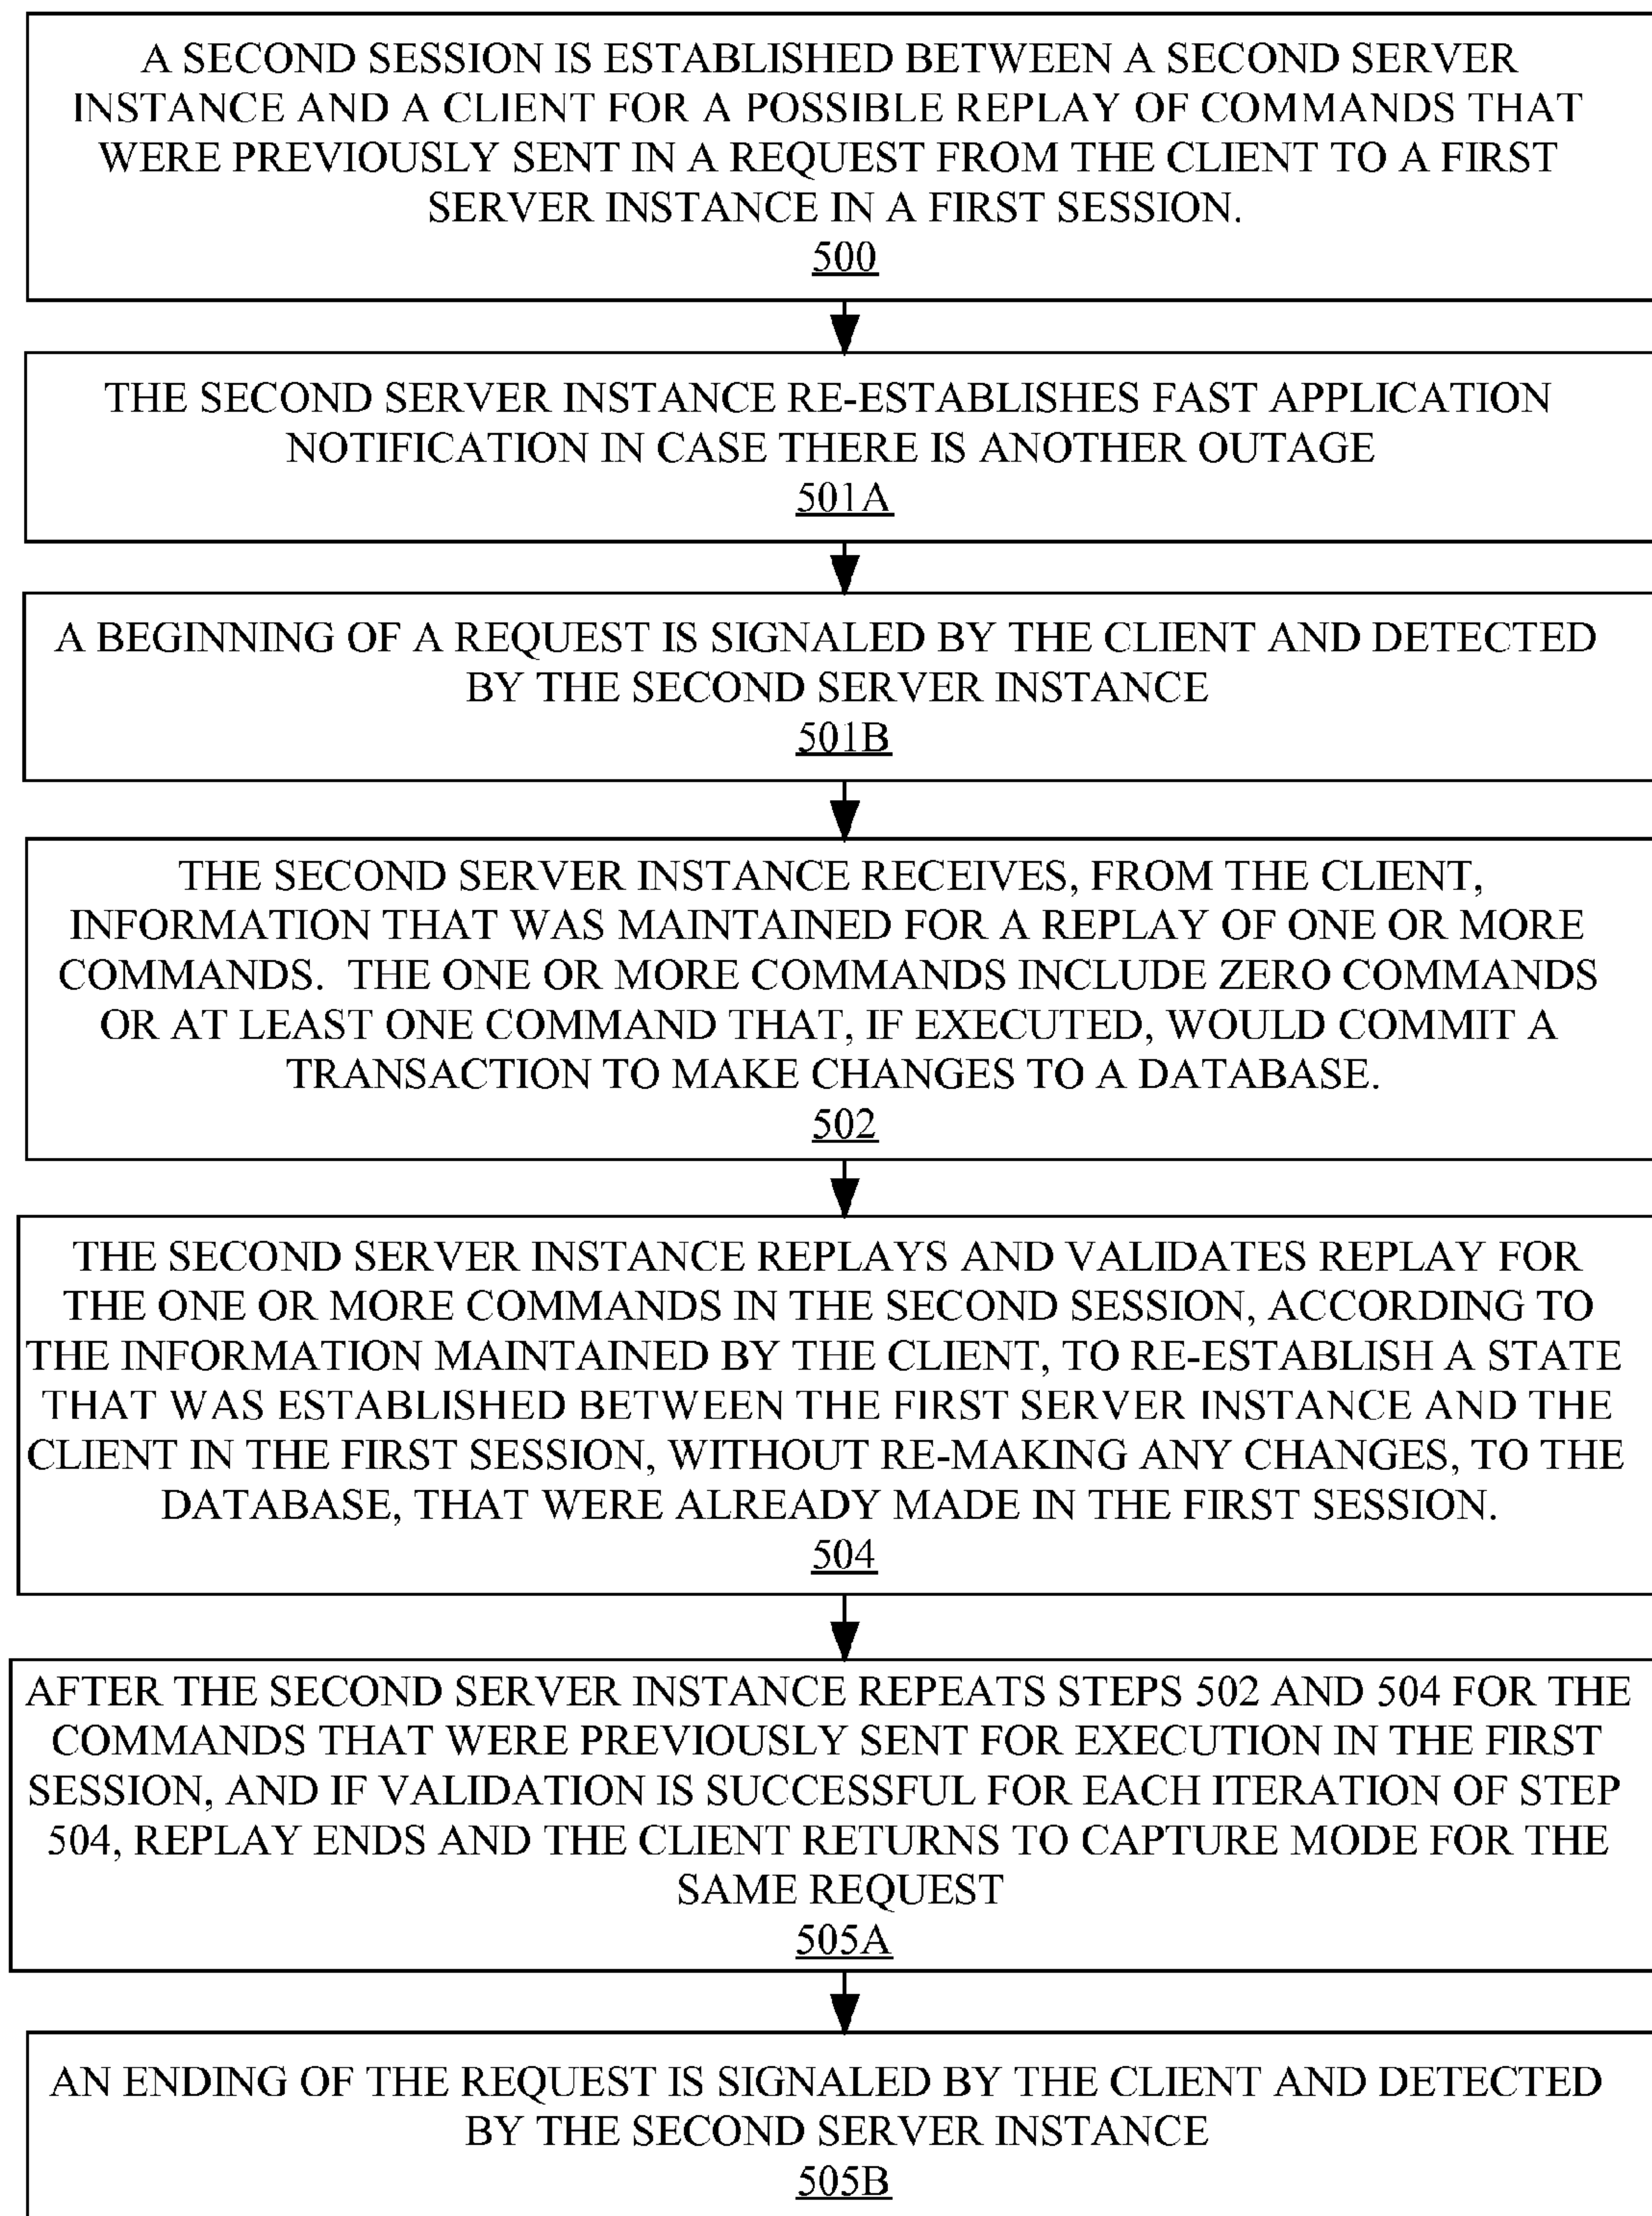 A SECOND SESSION IS ESTABLISHED BETWEEN A SECOND SERVER
INSTANCE AND A CLIENT FOR A POSSIBLE REPLAY OF COMMANDS THAT
WERE PREVIOUSLY SENT IN A REQUEST FROM THE CLIENT TO A FIRST
SERVER INSTANCE IN A FIRST SESSION.
500
THE SECOND SERVER INSTANCE RE-ESTABLISHES FAST APPLICATION
NOTIFICATION IN CASE THERE IS ANOTHER OUTAGE
501A
A BEGINNING OF A REQUEST IS SIGNALED BY THE CLIENT AND DETECTED
BY THE SECOND SERVER INSTANCE
501B
THE SECOND SERVER INSTANCE RECEIVES, FROM THE CLIENT,
INFORMATION THAT WAS MAINTAINED FOR A REPLAY OF ONE OR MORE
COMMANDS. THE ONE OR MORE COMMANDS INCLUDE ZERO COMMANDS
OR AT LEAST ONE COMMAND THAT, IF EXECUTED, WOULD COMMIT A
TRANSACTION TO MAKE CHANGES TO A DATABASE.
502
THE SECOND SERVER INSTANCE REPLAYS AND VALIDATES REPLAY FOR
THE ONE OR MORE COMMANDS IN THE SECOND SESSION, ACCORDING TO
THE INFORMATION MAINTAINED BY THE CLIENT, TO RE-ESTABLISH A STATE
THAT WAS ESTABLISHED BETWEEN THE FIRST SERVER INSTANCE AND THE
CLIENT IN THE FIRST SESSION, WITHOUT RE-MAKING ANY CHANGES, TO THE
DATABASE, THAT WERE ALREADY MADE IN THE FIRST SESSION.
504
AFTER THE SECOND SERVER INSTANCE REPEATS STEPS 502 AND 504 FOR THE
COMMANDS THAT WERE PREVIOUSLY SENT FOR EXECUTION IN THE FIRST
SESSION, AND IF VALIDATION IS SUCCESSFUL FOR EACH ITERATION OF STEP
504, REPLAY ENDS AND THE CLIENT RETURNS TO CAPTURE MODE FOR THE
SAME REQUEST
505A
AN ENDING OF THE REQUEST IS SIGNALED BY THE CLIENT AND DETECTED
BY THE SECOND SERVER INSTANCE
505B